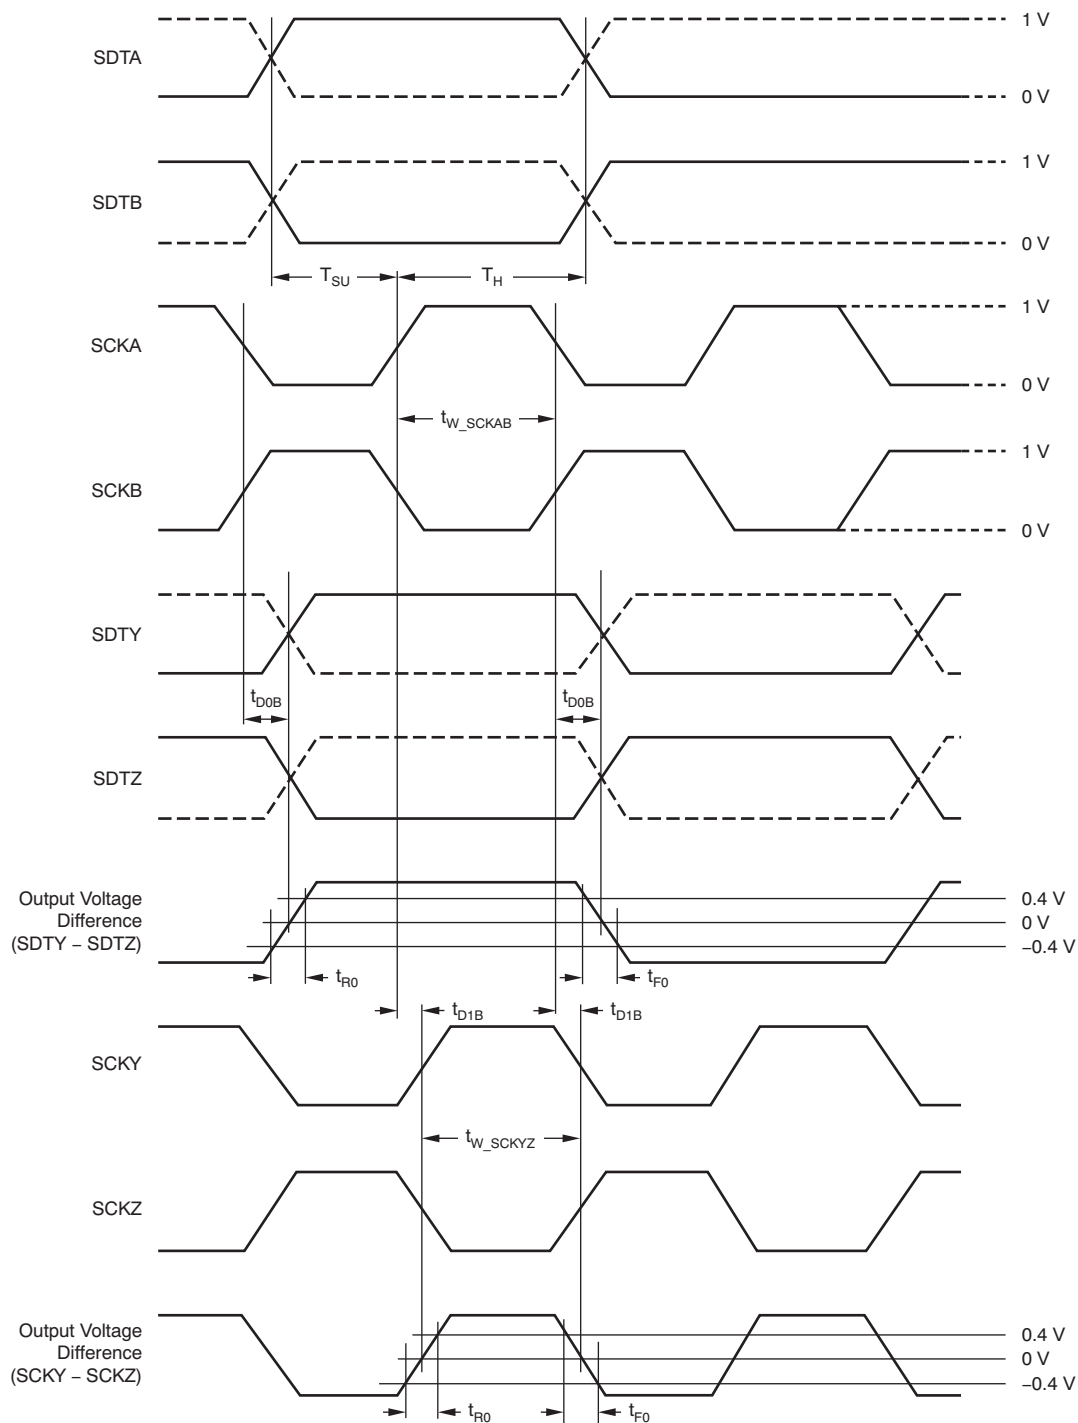 SDTA
1 V
0 V
SDTB
1 V
0 V
TSU
TH
SCKA
1 V
0 V
tW_SCKAB
SCKB
1 V
0 V
SDTY
tD0B
tD0B
SDTZ
Output Voltage
Difference
(SDTY – SDTZ)
0.4 V
0 V
–0.4 V
tR0
tF0
tD1B
tD1B
SCKY
tW_SCKYZ
SCKZ
Output Voltage
Difference
(SCKY – SCKZ)
0.4 V
0 V
–0.4 V
tR0
tF0